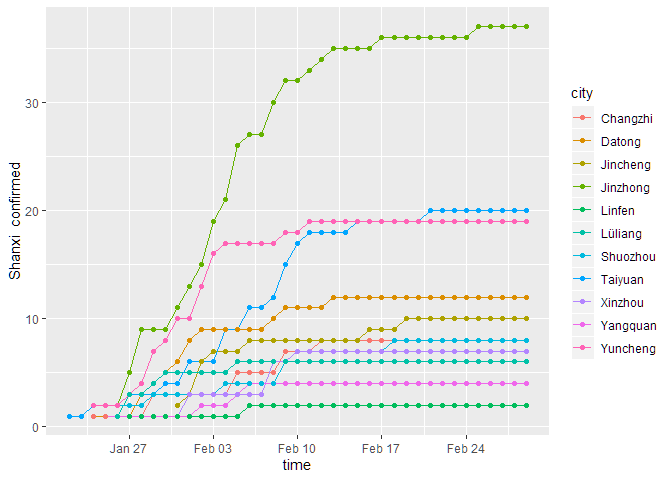 Shanxi confirmed
30
20
10
0
Jan 27
Feb 03
Feb 10
Feb 17
Feb 24
time
city
Changzhi
Datong
Jincheng
Jinzhong
Linfen
Lüliang
Shuozhou
Taiyuan
Xinzhou
Yangquan
Yuncheng